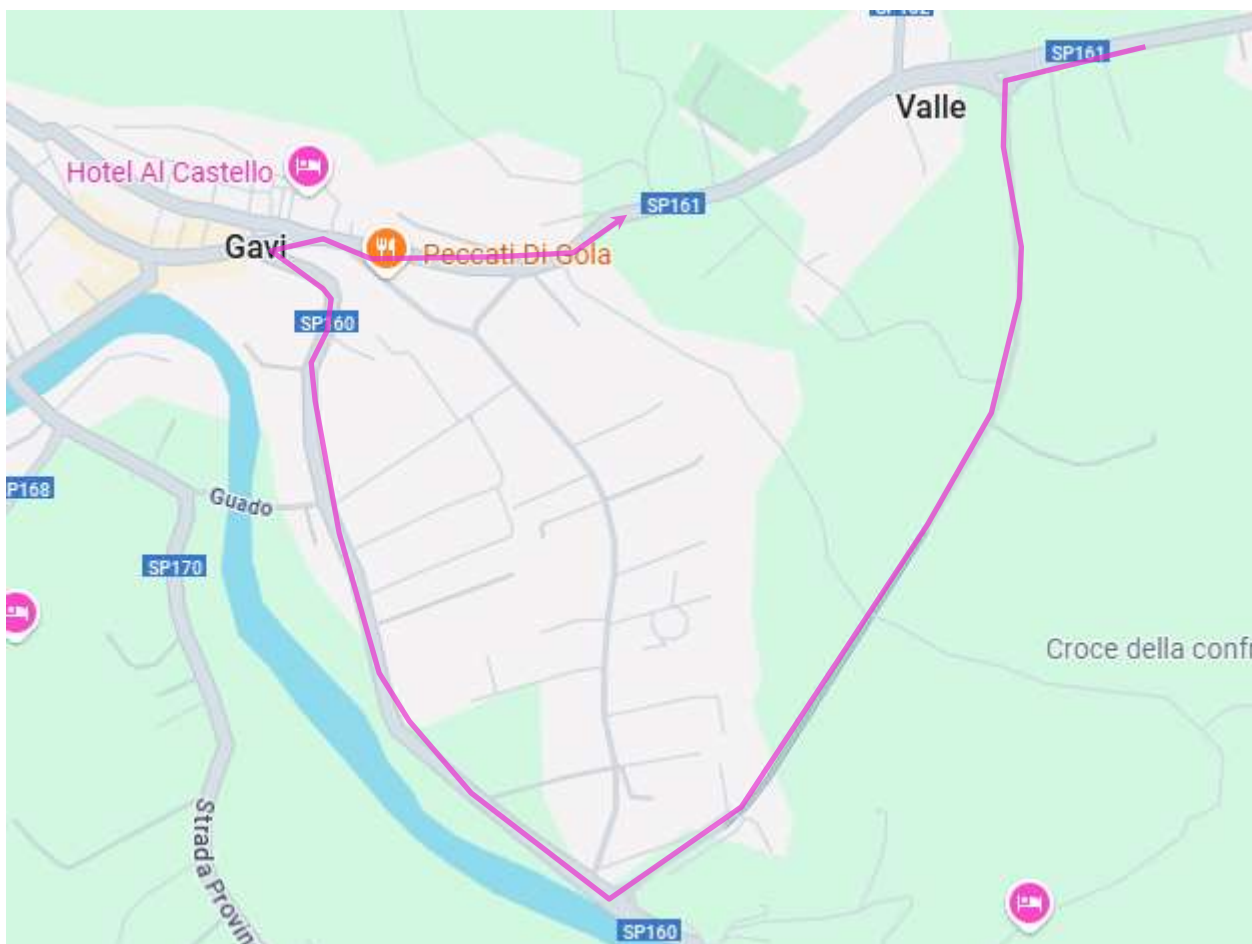 SP162
SP161
Valle
Hotel Al Castello
SP161
Gavi
Peccati Di Gola
SP160
P168
Guado
SP170
Croce della confr
Strada Provin
SP160